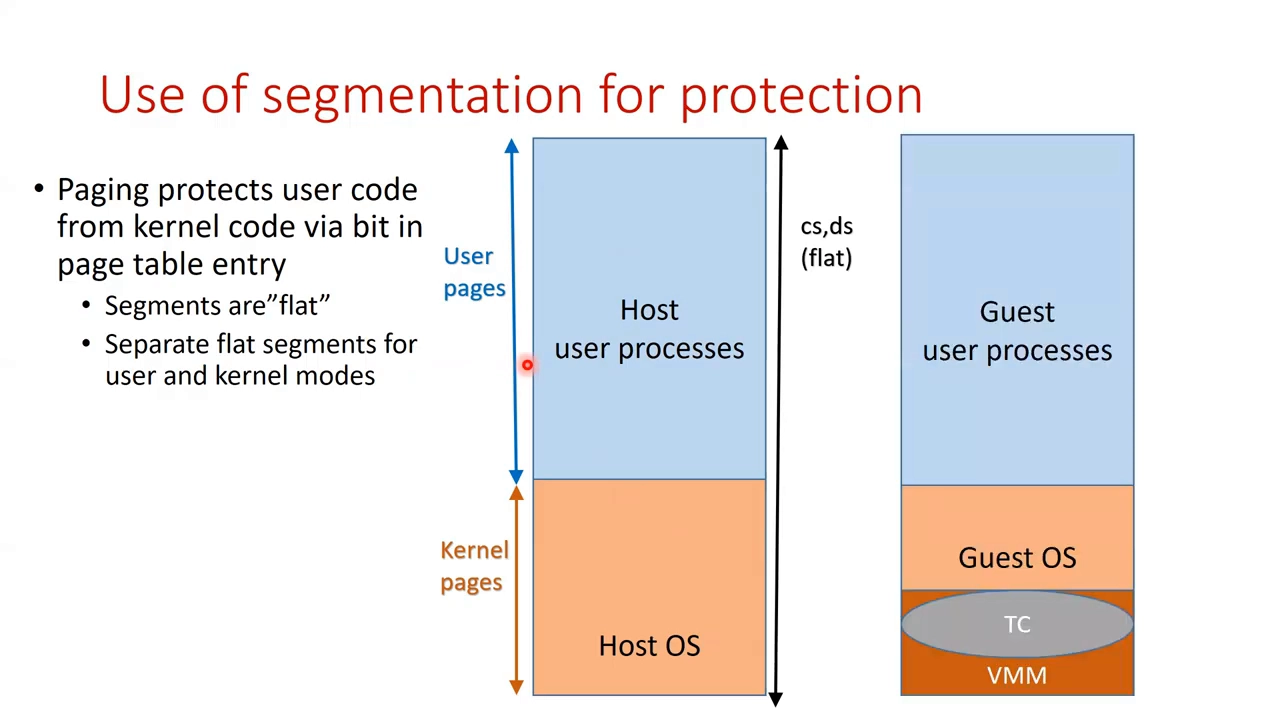 Use of segmentation for protection
• Paging protects user code
from kernel code via bit in
page table entry
• Segments are”flat”
• Separate flat segments for
user and kernel modes
User
pages
Kernel
pages
Host
user processes
Host OS
cs,ds
(flat)
Guest
user processes
Guest OS
TC
VMM